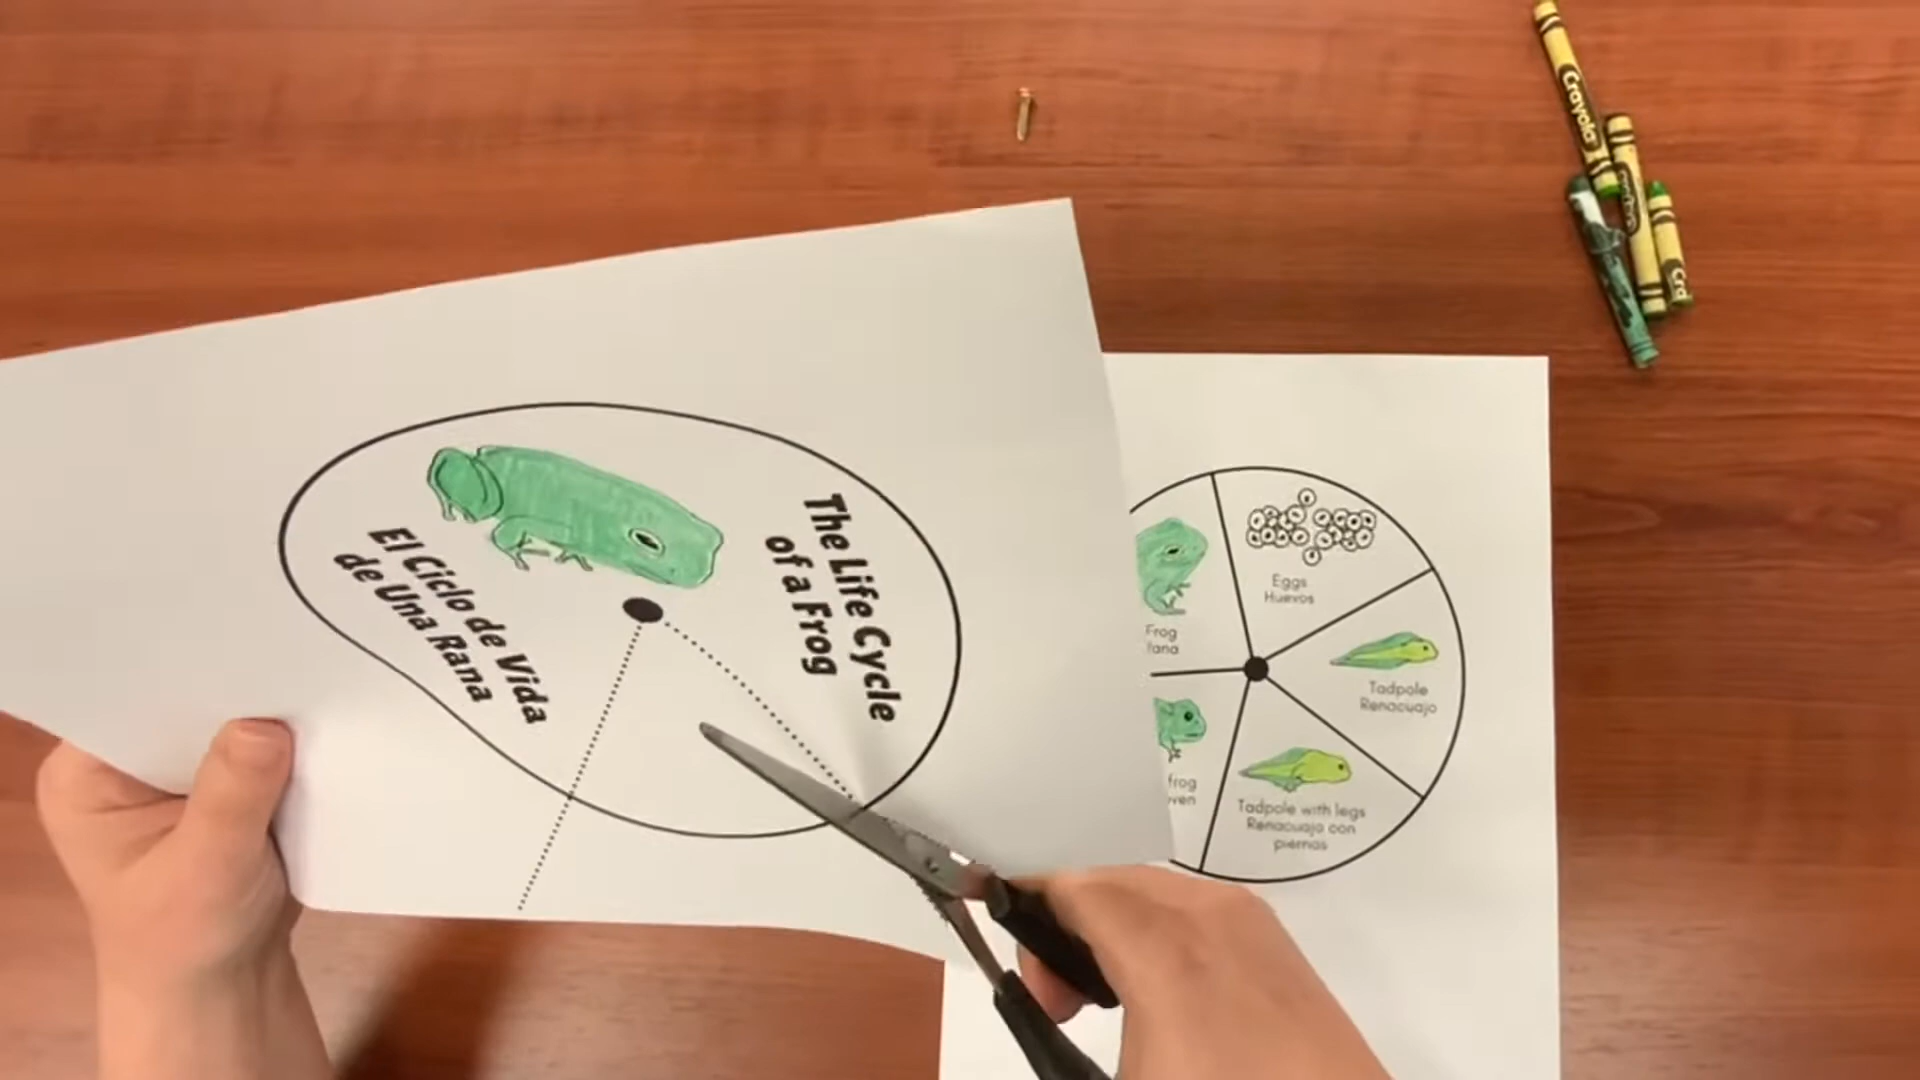 The Life Cycle
of a Frog
El Ciclo de Vida
de Una Rana
Eggs
Huevos
Tadpole
Renacuajo
Tadpole with legs
Renacuajo con
piernas
Frog
Crayola